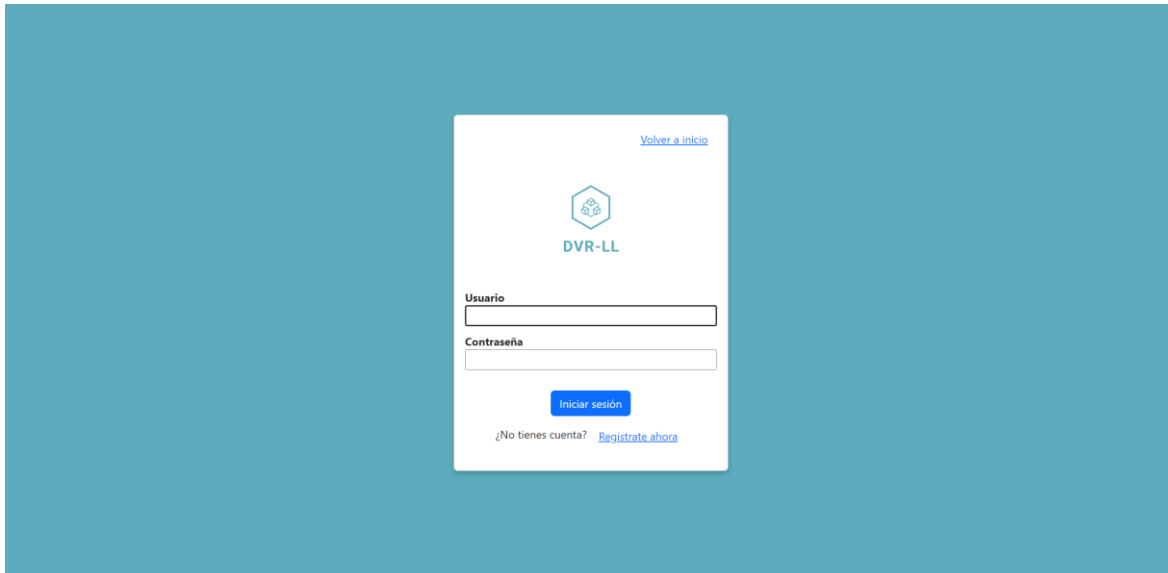 Volver a inicio
DVR-LL
Usuario
Contraseña
Iniciar sesión
¿No tienes cuenta? Registrate ahora